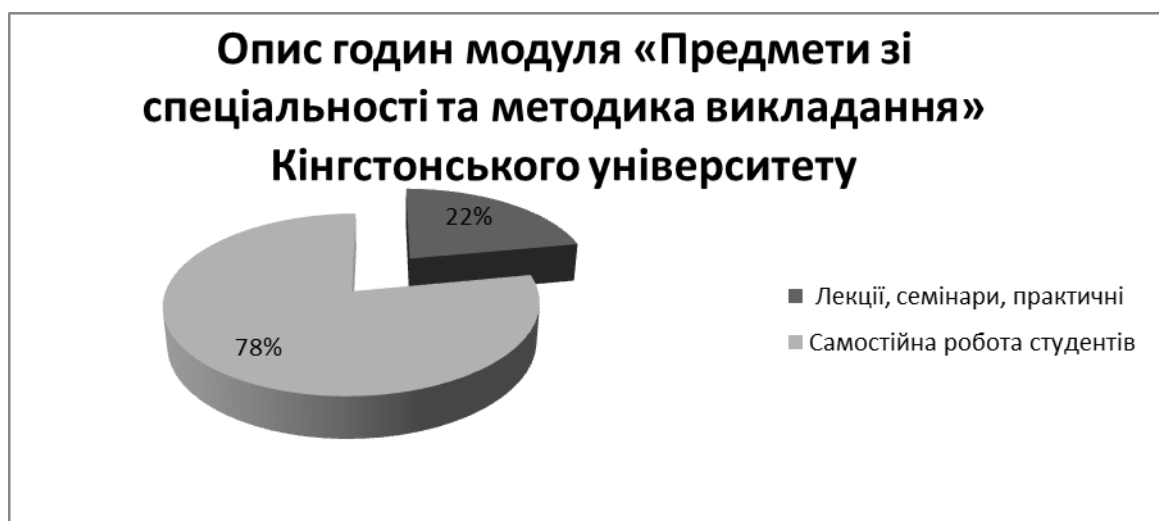 Опис годин модуля «Предмети зі
спеціальності та методика викладання»
Кінгстонського університету
22%
78%
Лекції, семінари, практичні
Самостійна робота студентів